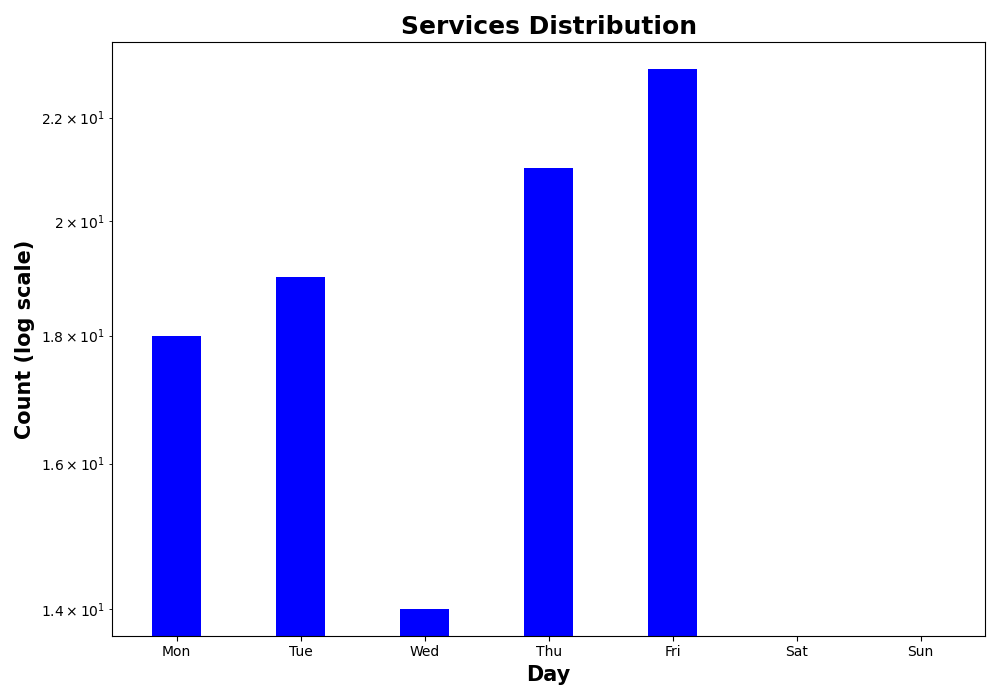 Services Distribution
Count (log scale)
2.2 × 10¹
2 × 10¹
1.8 × 10¹
1.6 × 10¹
1.4 × 10¹
Mon Tue Wed Thu Fri Sat Sun
Day